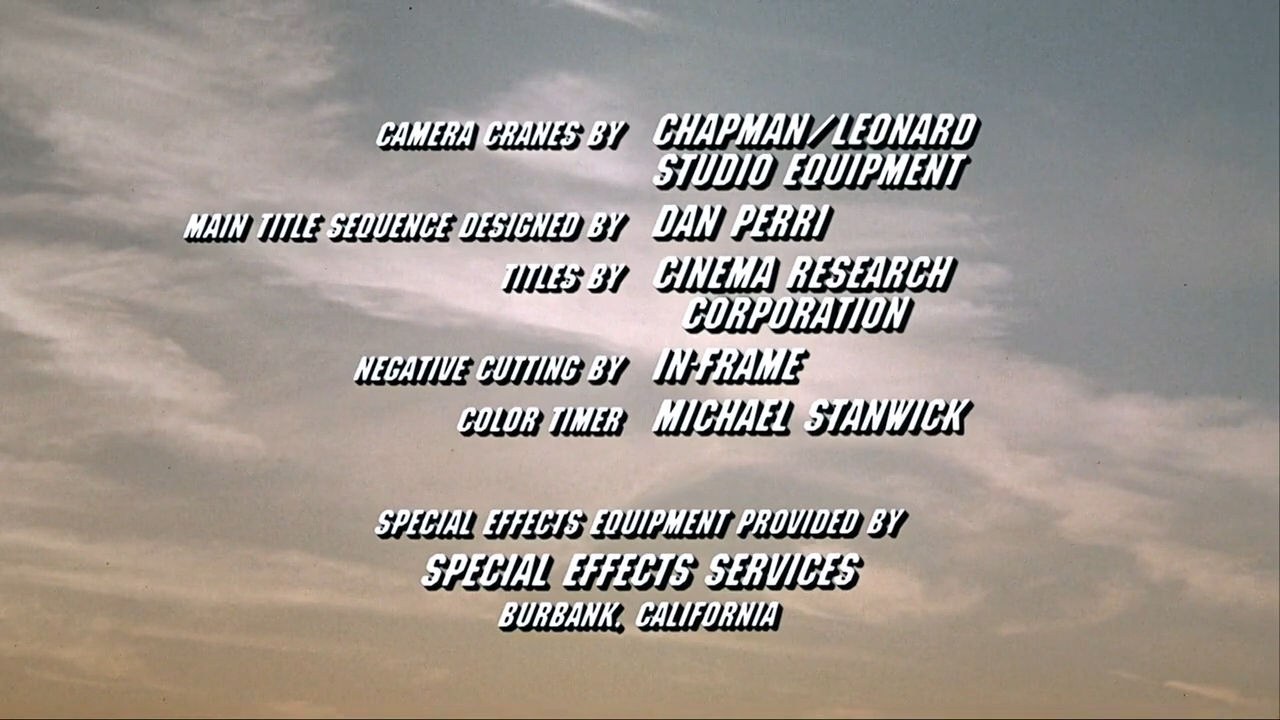 CAMERA CRANES BY CHAPMAN/LEONARD
STUDIO EQUIPMENT
MAIN TITLE SEQUENCE DESIGNED BY DAN PERRI
TITLES BY CINEMA RESEARCH
CORPORATION
NEGATIVE CUTTING BY IN-FRAME
COLOR TIMER MICHAEL STANWICK
SPECIAL EFFECTS EQUIPMENT PROVIDED BY
SPECIAL EFFECTS SERVICES
BURBANK, CALIFORNIA